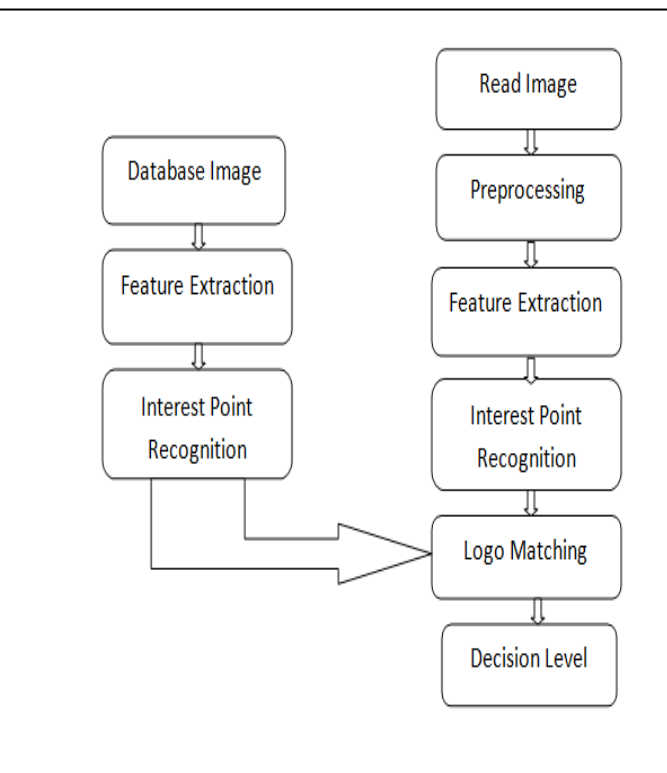 Database Image
Feature Extraction
Interest Point
Recognition
Read Image
Preprocessing
Feature Extraction
Interest Point
Recognition
Logo Matching
Decision Level